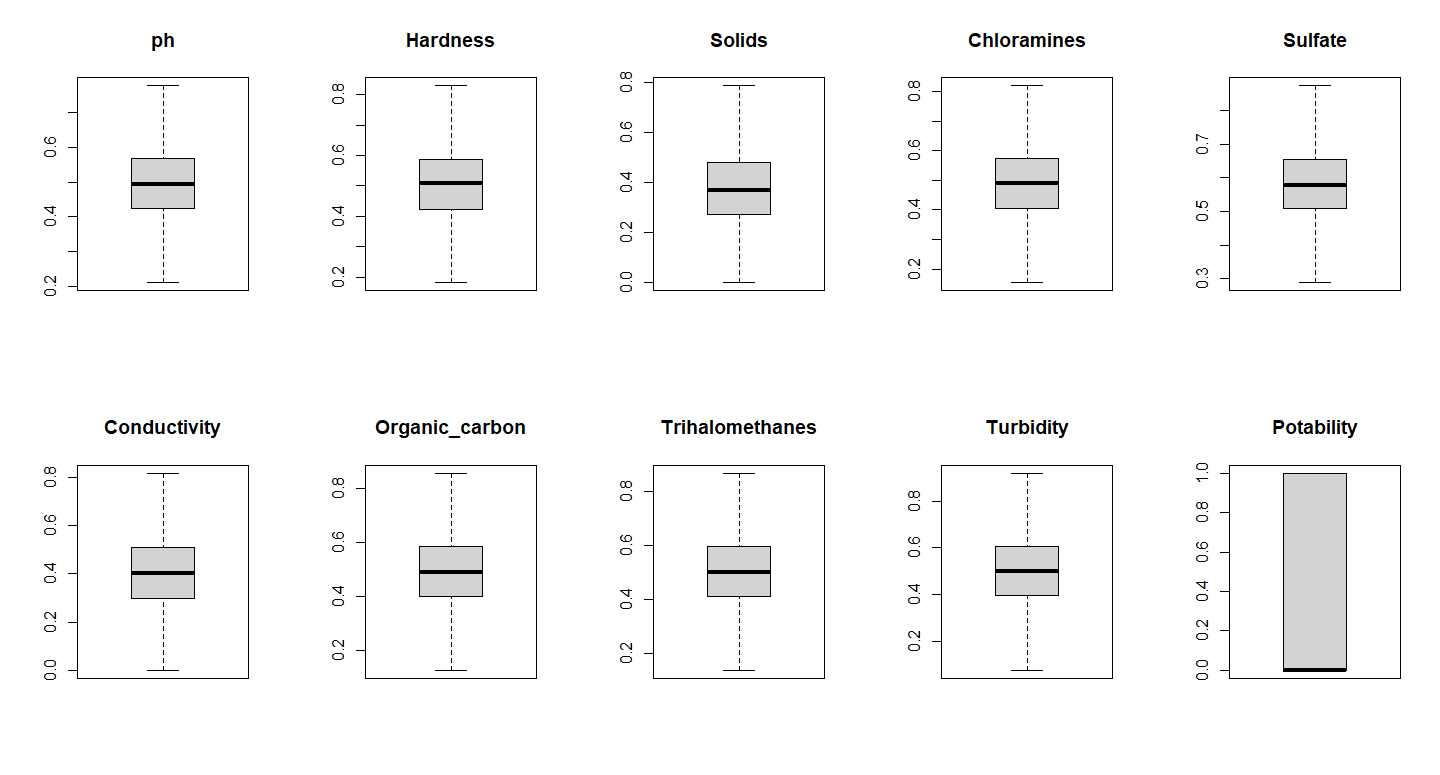 ph
0.2 0.4 0.6
Hardness
0.2 0.4 0.6 0.8
Solids
0.0 0.2 0.4 0.6 0.8
Chloramines
0.2 0.4 0.6 0.8
Sulfate
0.3 0.5 0.7
Conductivity
0.0 0.2 0.4 0.6 0.8
Organic_carbon
0.2 0.4 0.6 0.8
Trihalomethanes
0.2 0.4 0.6 0.8
Turbidity
0.2 0.4 0.6 0.8
Potability
0.0 0.2 0.4 0.6 0.8 1.0